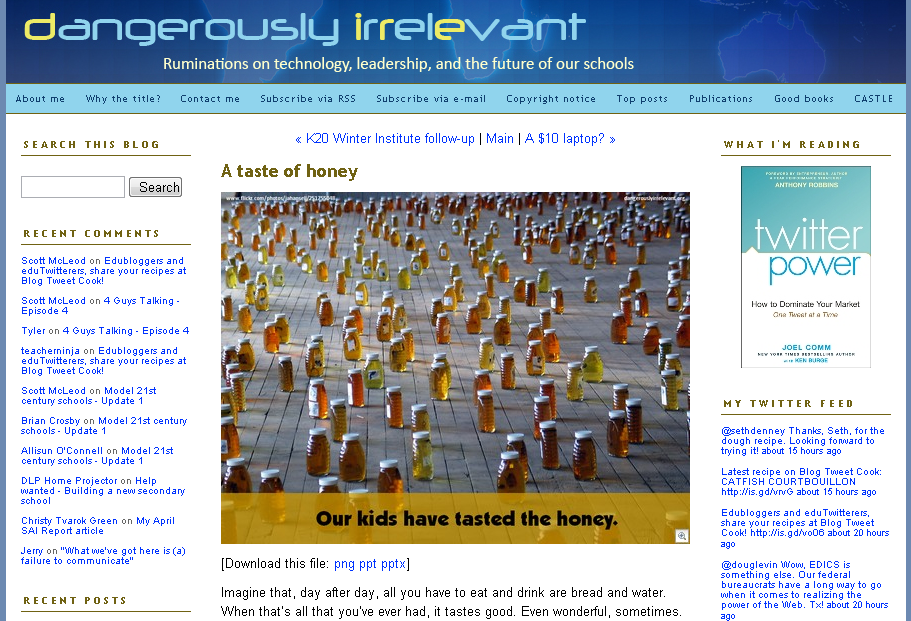 dangerously irrelevant
Ruminations on technology, leadership, and the future of our schools
About me Why the title? Contact me Subscribe via RSS Subscribe via e-mail Copyright notice Top posts Publications Good books CASTLE
SEARCH THIS BLOG
Search
RECENT COMMENTS
Scott McLeod on Edubloggers and
eduTwitterers, share your recipes at
Blog Tweet Cook!
Scott McLeod on 4 Guys Talking -
Episode 4
Tyler on 4 Guys Talking - Episode 4
teacherninja on Edubloggers and
eduTwitterers, share your recipes at
Blog Tweet Cook!
Scott McLeod on Model 21st
century schools - Update 1
Brian Crosby on Model 21st century
schools - Update 1
Allisun O'Connell on Model 21st
century schools - Update 1
DLP Home Projector on Help
wanted - Building a new secondary
school
Christy Tvarok Green on My April
SAI Report article
Jerry on "What we've got here is (a)
failure to communicate"
RECENT POSTS
« K20 Winter Institute follow-up | Main | A $10 laptop? »
A taste of honey
dangerouslyirrelevant.org
Our kids have tasted the honey.
[Download this file: png ppt pptx]
Imagine that, day after day, all you have to eat and drink are bread and water.
When that's all that you've ever had, it tastes good. Even wonderful, sometimes.
WHAT I'M READING
FOREWORD BY ENTREPRENEUR, AUTHOR
& PEAK PERFORMANCE STRATEGIST
ANTHONY ROBBINS
twitter
power
How to Dominate Your Market
One Tweet at a Time
JOEL COMM
NEW YORK TIMES BESTSELLING AUTHOR
with KEN BURGE
MY TWITTER FEED
@sethdenney Thanks, Seth, for the
dough recipe. Looking forward to
trying it! about 15 hours ago
Latest recipe on Blog Tweet Cook:
CATFISH COURTBOUILLON
http://is.gd/vrvG about 15 hours ago
Edubloggers and eduTwitterers,
share your recipes at Blog Tweet
Cook! http://is.gd/vo06 about 20 hours
ago
@douglevin Wow, EDICS is
something else. Our federal
bureaucrats have a long way to go
when it comes to realizing the
power of the Web. Tx! about 20 hours
ago